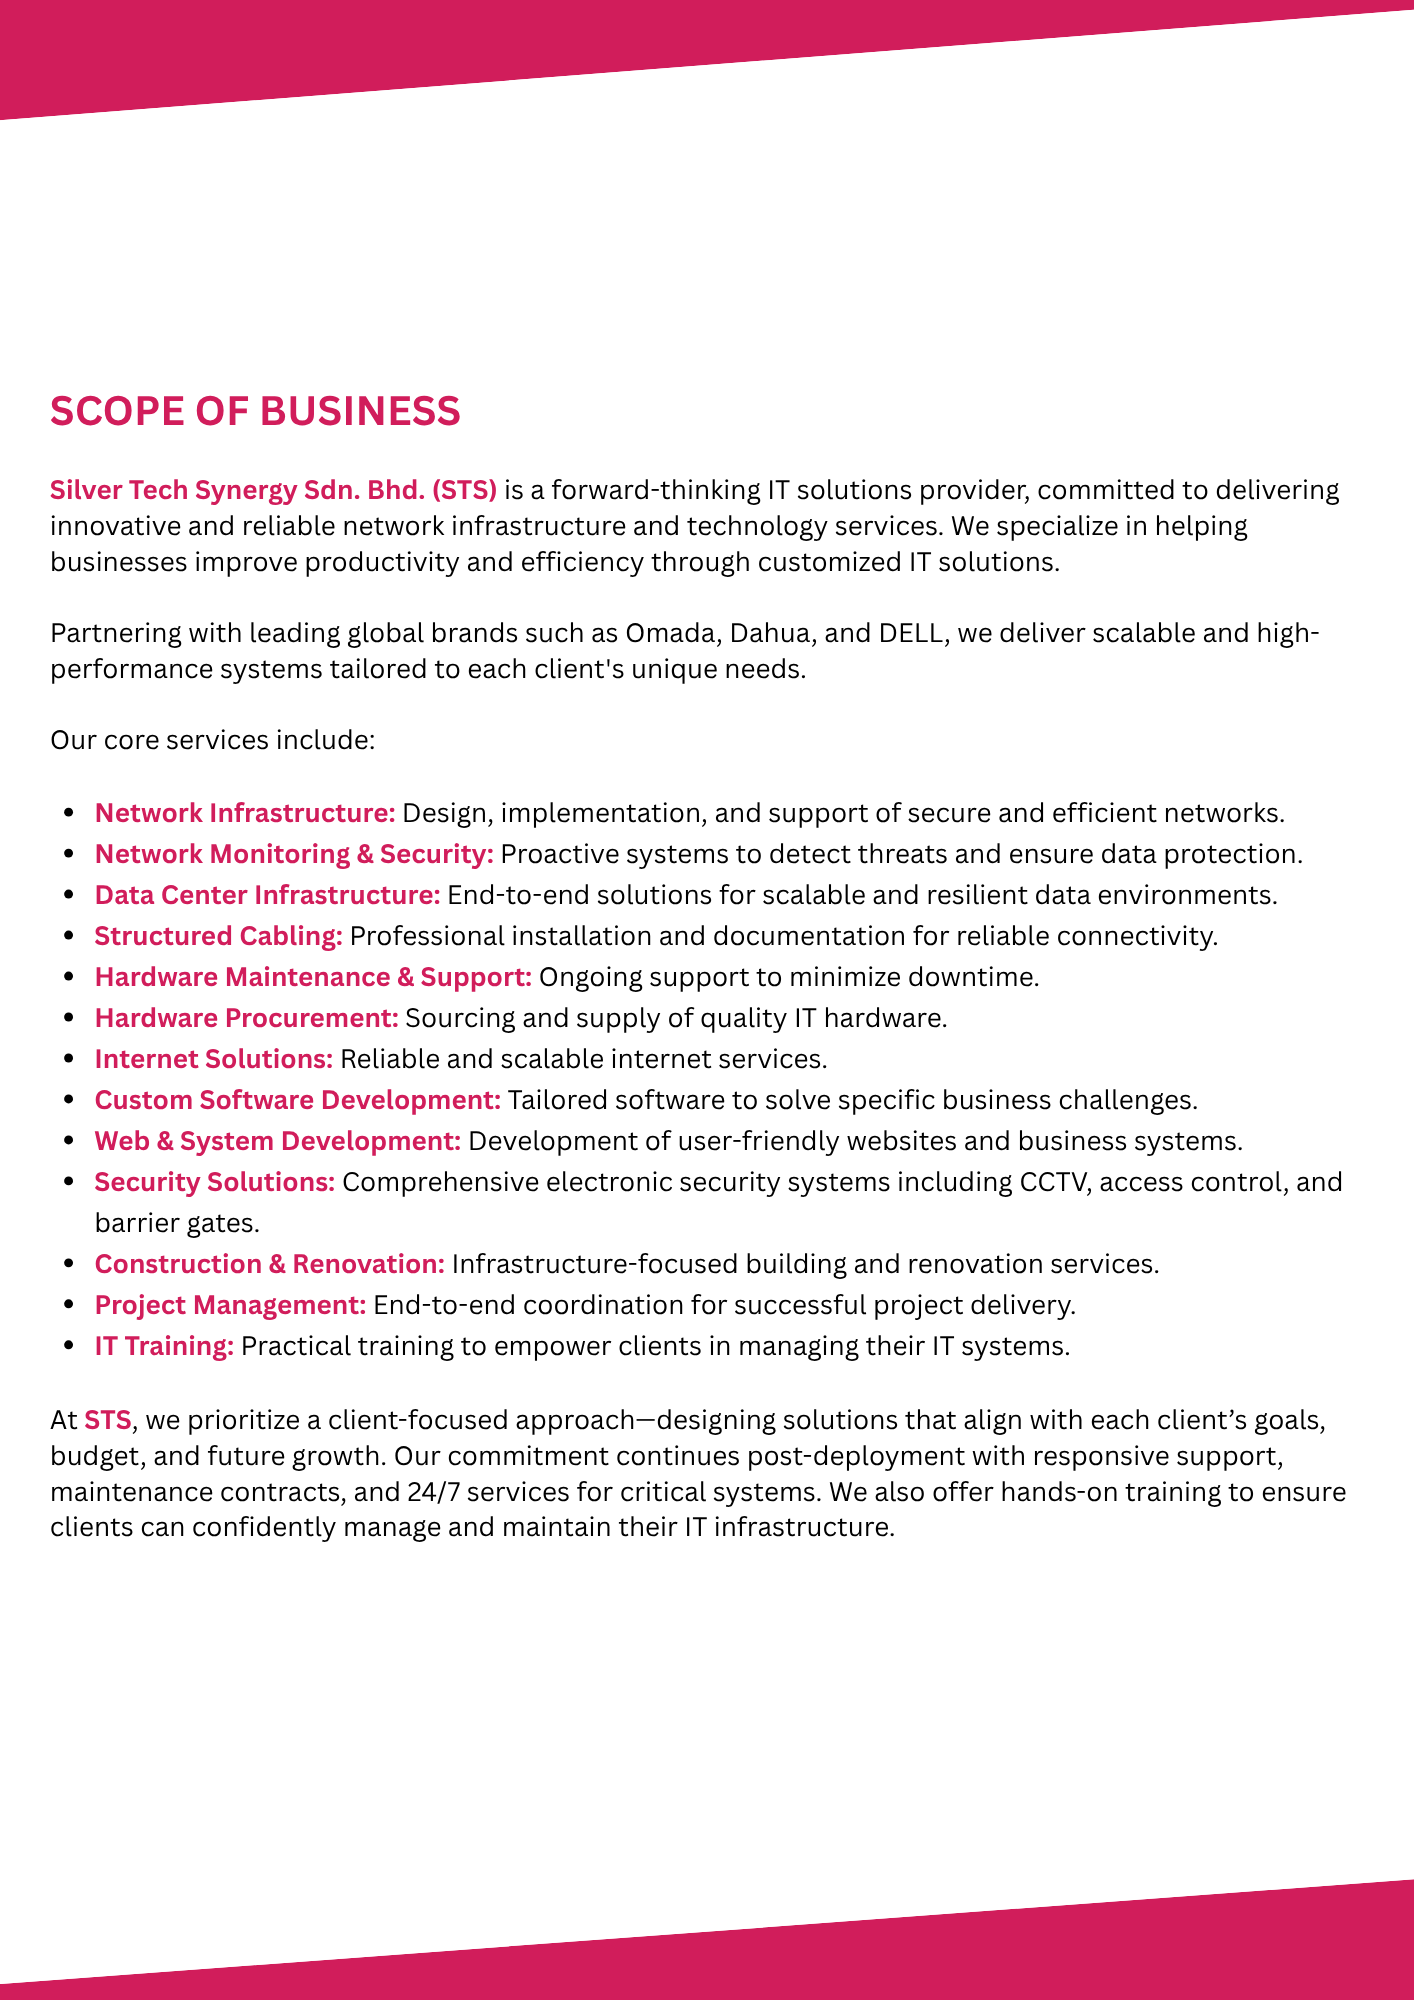 SCOPE OF BUSINESS
Silver Tech Synergy Sdn. Bhd. (STS) is a forward-thinking IT solutions provider, committed to delivering
innovative and reliable network infrastructure and technology services. We specialize in helping
businesses improve productivity and efficiency through customized IT solutions.
Partnering with leading global brands such as Omada, Dahua, and DELL, we deliver scalable and high-
performance systems tailored to each client's unique needs.
Our core services include:
• Network Infrastructure: Design, implementation, and support of secure and efficient networks.
• Network Monitoring & Security: Proactive systems to detect threats and ensure data protection.
• Data Center Infrastructure: End-to-end solutions for scalable and resilient data environments.
• Structured Cabling: Professional installation and documentation for reliable connectivity.
• Hardware Maintenance & Support: Ongoing support to minimize downtime.
• Hardware Procurement: Sourcing and supply of quality IT hardware.
• Internet Solutions: Reliable and scalable internet services.
• Custom Software Development: Tailored software to solve specific business challenges.
• Web & System Development: Development of user-friendly websites and business systems.
• Security Solutions: Comprehensive electronic security systems including CCTV, access control, and
barrier gates.
• Construction & Renovation: Infrastructure-focused building and renovation services.
• Project Management: End-to-end coordination for successful project delivery.
• IT Training: Practical training to empower clients in managing their IT systems.
At STS, we prioritize a client-focused approach—designing solutions that align with each client’s goals,
budget, and future growth. Our commitment continues post-deployment with responsive support,
maintenance contracts, and 24/7 services for critical systems. We also offer hands-on training to ensure
clients can confidently manage and maintain their IT infrastructure.